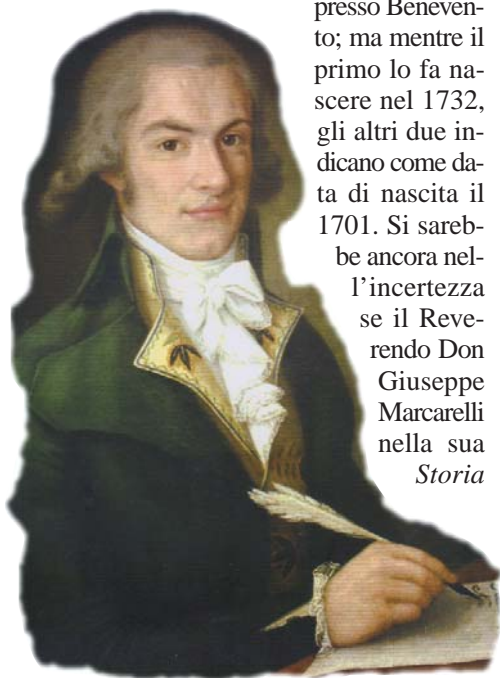 presso Beneven-
to; ma mentre il
primo lo fa na-
scere nel 1732,
gli altri due in-
dicano come da-
ta di nascita il
1701. Si sareb-
be ancora nel-
l’incertezza
se il Reve-
rendo Don
Giuseppe
Marcarelli
nella sua
Storia